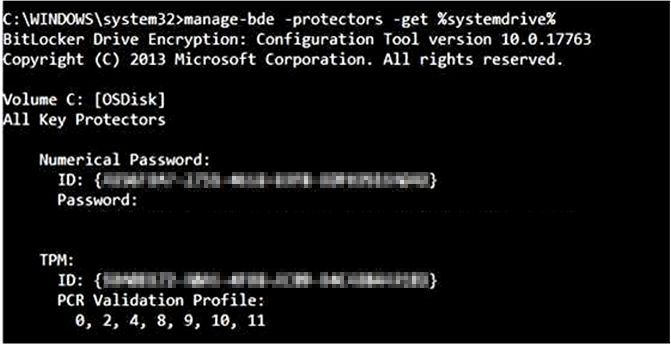 C:\WINDOWS\system32>manage-bde -protectors -get %systemdrive%
BitLocker Drive Encryption: Configuration Tool version 10.0.17763
Copyright (C) 2013 Microsoft Corporation. All rights reserved.
Volume C: [OSDisk]
All Key Protectors
Numerical Password:
ID: {}
Password:
TPM:
ID: {}
PCR Validation Profile:
0, 2, 4, 8, 9, 10, 11